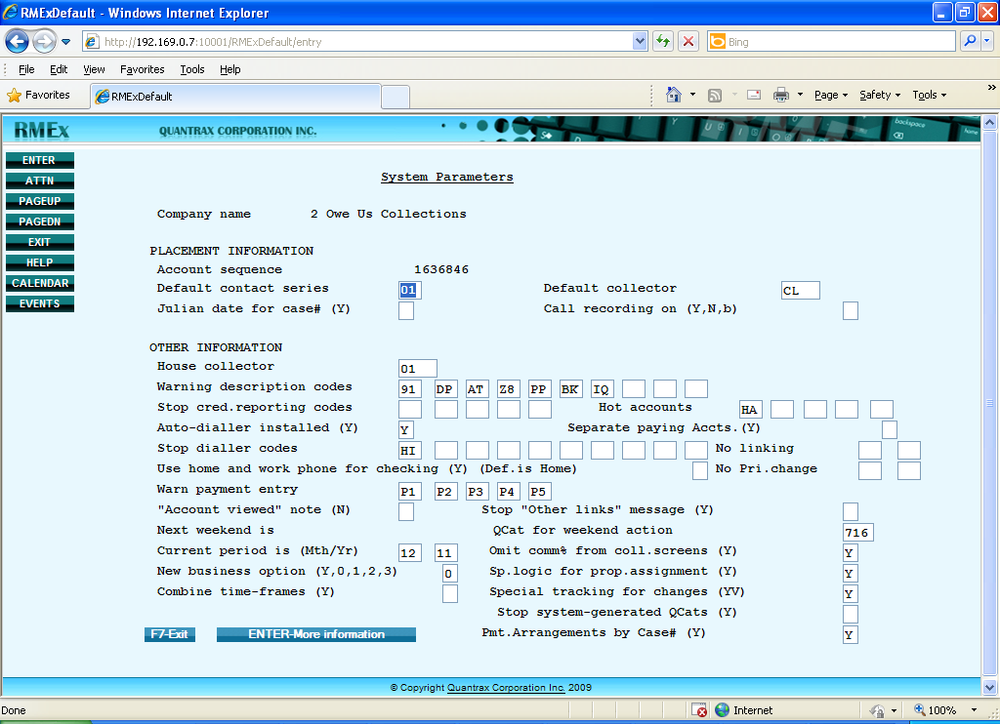 RMExDefault - Windows Internet Explorer
http://192.169.0.7:10001/RMExDefault/entry
Bing
File Edit View Favorites Tools Help
Favorites RMExDefault Page Safety Tools
RMEx QUANTRAX CORPORATION INC.
backspace
home
ENTER
ATTN
PAGEUP
PAGEDN
EXIT
HELP
CALENDAR
EVENTS
System Parameters
Company name 2 Owe Us Collections
PLACEMENT INFORMATION
Account sequence 1636846
Default contact series 01 Default collector CL
Julian date for case# (Y) Call recording on (Y,N,b)
OTHER INFORMATION
House collector 01
Warning description codes 91 DP AT Z8 PP BK IQ
Stop cred.reporting codes Hot accounts HA
Auto-dialler installed (Y) Y Separate paying Accts.(Y)
Stop dialler codes HI No linking
Use home and work phone for checking (Y) (Def.is Home) No Pri.change
Warn payment entry P1 P2 P3 P4 P5
"Account viewed" note (N) Stop "Other links" message (Y)
Next weekend is QCat for weekend action 716
Current period is (Mth/Yr) 12 11 Omit comm% from coll.screens (Y) Y
New business option (Y,0,1,2,3) 0 Sp.logic for prop.assignment (Y) Y
Combine time-frames (Y) Special tracking for changes (YV) Y
Stop system-generated QCats (Y)
F7-Exit ENTER-More information Pmt.Arrangements by Case# (Y) Y
© Copyright Quantrax Corporation Inc. 2009
Done Internet 100%